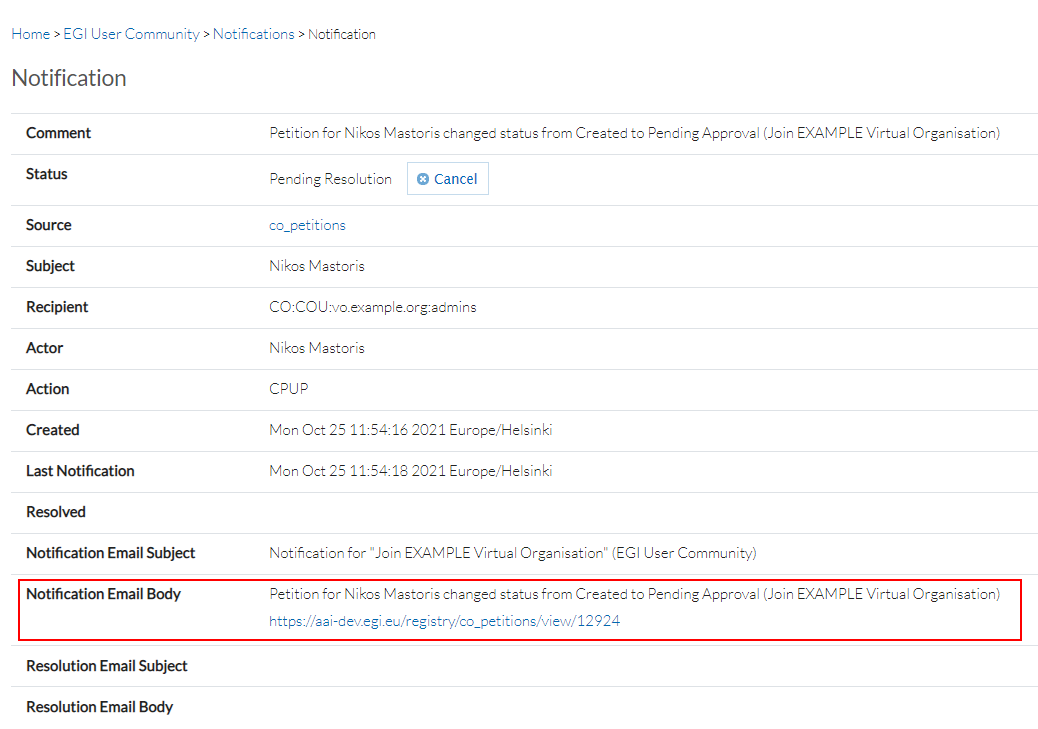 Home > EGI User Community > Notifications > Notification
Notification
Comment Petition for Nikos Mastoris changed status from Created to Pending Approval (Join EXAMPLE Virtual Organisation)
Status Pending Resolution Cancel
Source co_petitions
Subject Nikos Mastoris
Recipient CO:COU:vo.example.org:admins
Actor Nikos Mastoris
Action CPUP
Created Mon Oct 25 11:54:16 2021 Europe/Helsinki
Last Notification Mon Oct 25 11:54:18 2021 Europe/Helsinki
Resolved
Notification Email Subject Notification for "Join EXAMPLE Virtual Organisation" (EGI User Community)
Notification Email Body Petition for Nikos Mastoris changed status from Created to Pending Approval (Join EXAMPLE Virtual Organisation)
https://aai-dev.egi.eu/registry/co_petitions/view/12924
Resolution Email Subject
Resolution Email Body